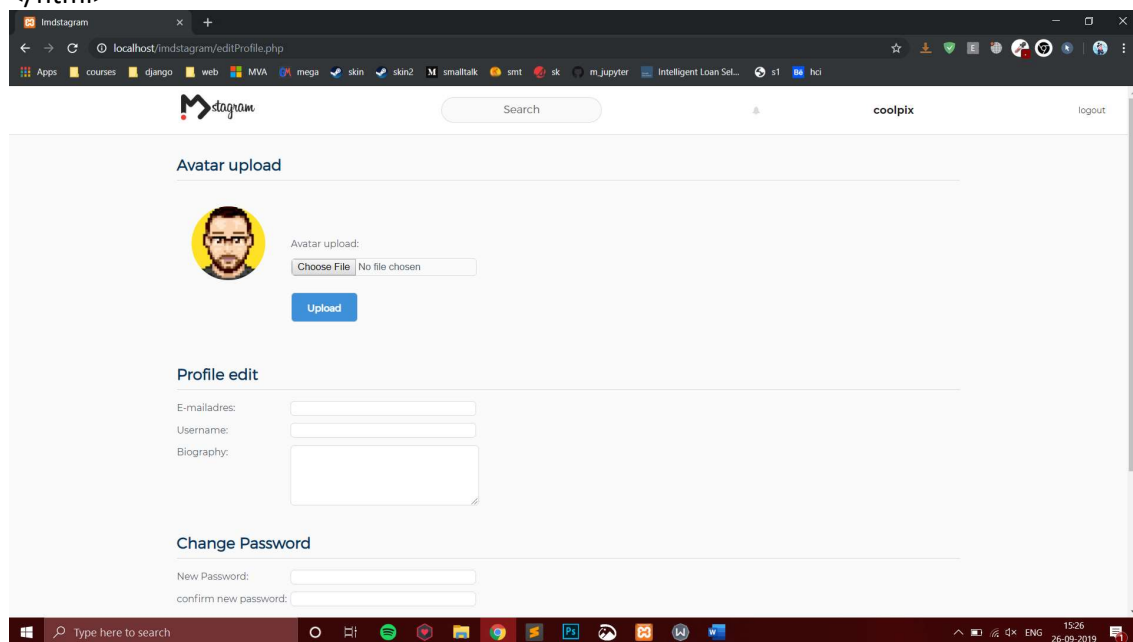 </html>
Imdstagram
localhost/imdstagram/editProfile.php
Apps courses django web MVA mega skin skin2 M smalltalk smt sk m_jupyter Intelligent Loan Sel... s1 Bē hci
stagram Search coolpix logout
Avatar upload
Avatar upload:
Choose File No file chosen
Upload
Profile edit
E-mailadres:
Username:
Biography:
Change Password
New Password:
confirm new password:
Type here to search
ENG
15:26
26-09-2019